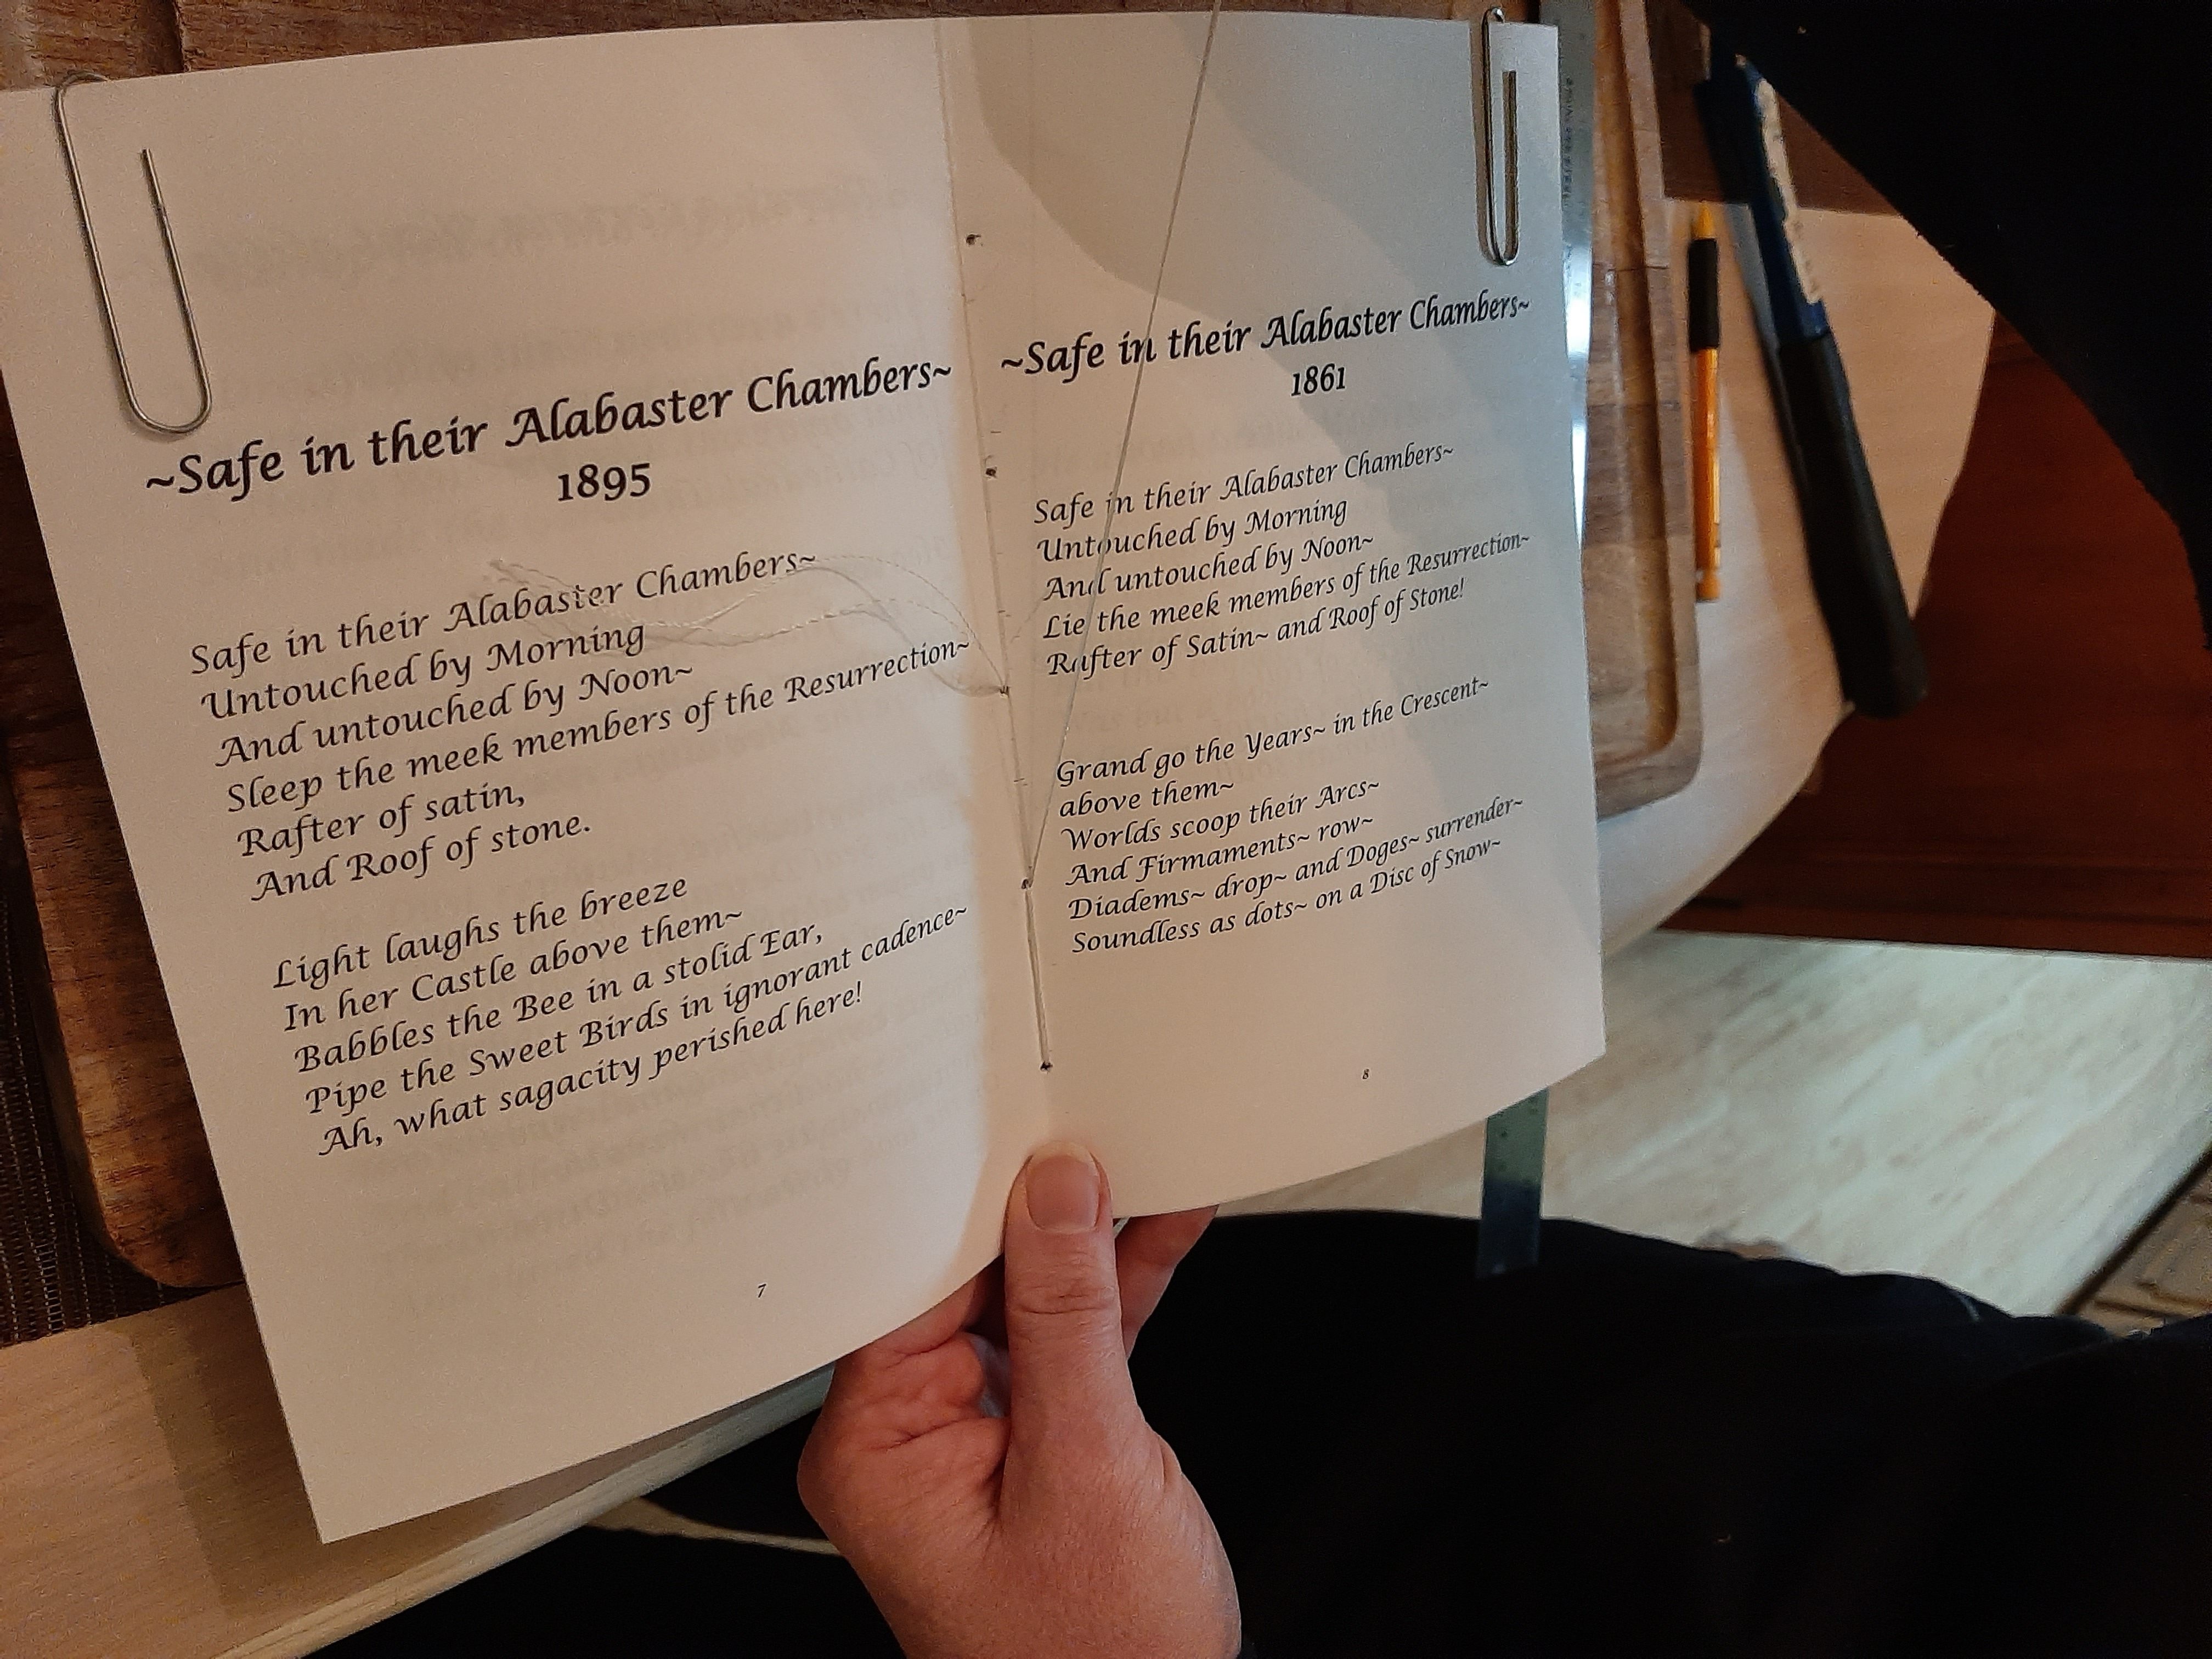 ~Safe in their Alabaster Chambers~
1895
Safe in their Alabaster Chambers~
Untouched by Morning
And untouched by Noon~
Sleep the meek members of the Resurrection~
Rafter of satin,
And Roof of stone.
Light laughs the breeze
In her Castle above them~
Babbles the Bee in a stolid Ear,
Pipe the Sweet Birds in ignorant cadence~
Ah, what sagacity perished here!
7
~Safe in their Alabaster Chambers~
1861
Safe in their Alabaster Chambers~
Untouched by Morning
And untouched by Noon~
Lie the meek members of the Resurrection~
Rafter of Satin~ and Roof of Stone!
Grand go the Years~ in the Crescent~
above them~
Worlds scoop their Arcs~
And Firmaments~ row~
Diadems~ drop~ and Doges~ surrender~
Soundless as dots~ on a Disc of Snow~
8